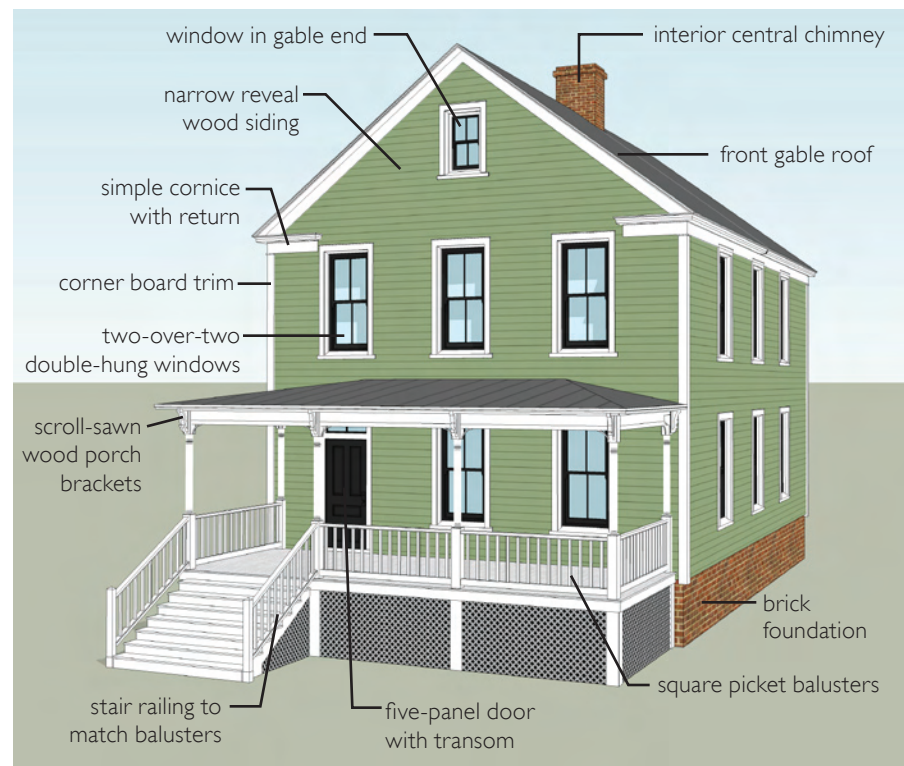 window in gable end
interior central chimney
narrow reveal
wood siding
front gable roof
simple cornice
with return
corner board trim
two-over-two
double-hung windows
scroll-sawn
wood porch
brackets
brick
foundation
square picket balusters
stair railing to
match balusters
five-panel door
with transom